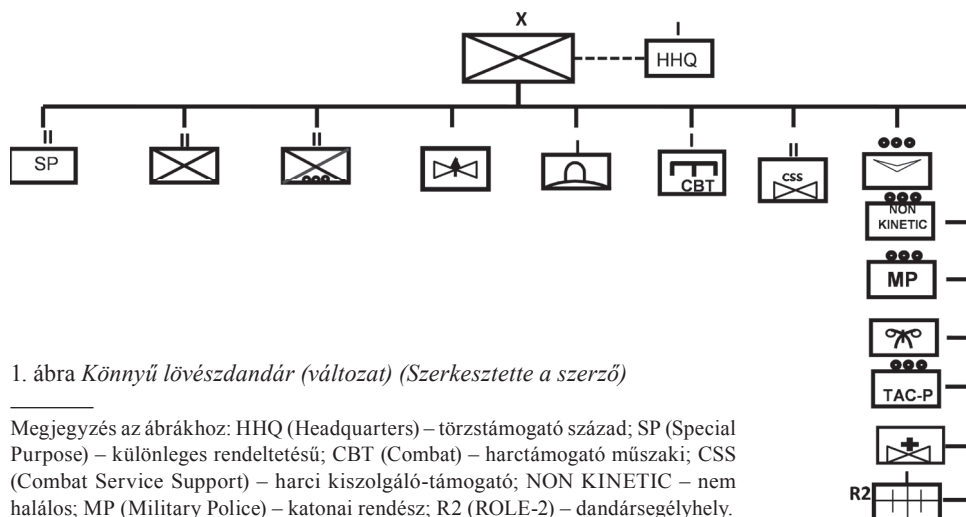 X
I
HHQ
II
SP
II
II
I
I
CBT
II
CSS
NON
KINETIC
MP
TAC-P
R2
1. ábra Könnyű lövészdandár (változat) (Szerkesztette a szerző)
Megjegyzés az ábrákhoz: HHQ (Headquarters) – törzstámogató század; SP (Special
Purpose) – különleges rendeltetésű; CBT (Combat) – harctámogató műszaki; CSS
(Combat Service Support) – harci kiszolgáló-támogató; NON KINETIC – nem
halálos; MP (Military Police) – katonai rendész; R2 (ROLE-2) – dandársegélyhely.